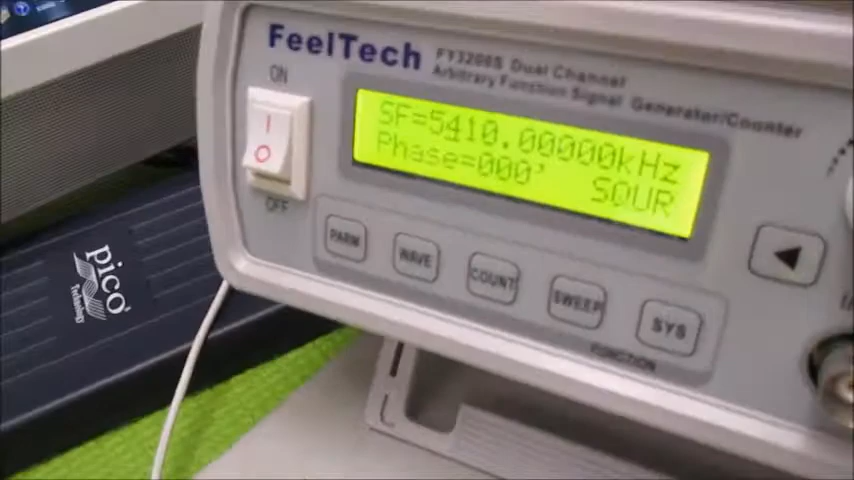 FeelTech
FY3200S Dual Channel
Arbitrary Function Signal Generator/Counter
ON
OFF
SF=5410.00000kHz
Phase=000' SQUR
PARM
WAVE
COUNT
SWEEP
SYS
FUNCTION
pico
Technology